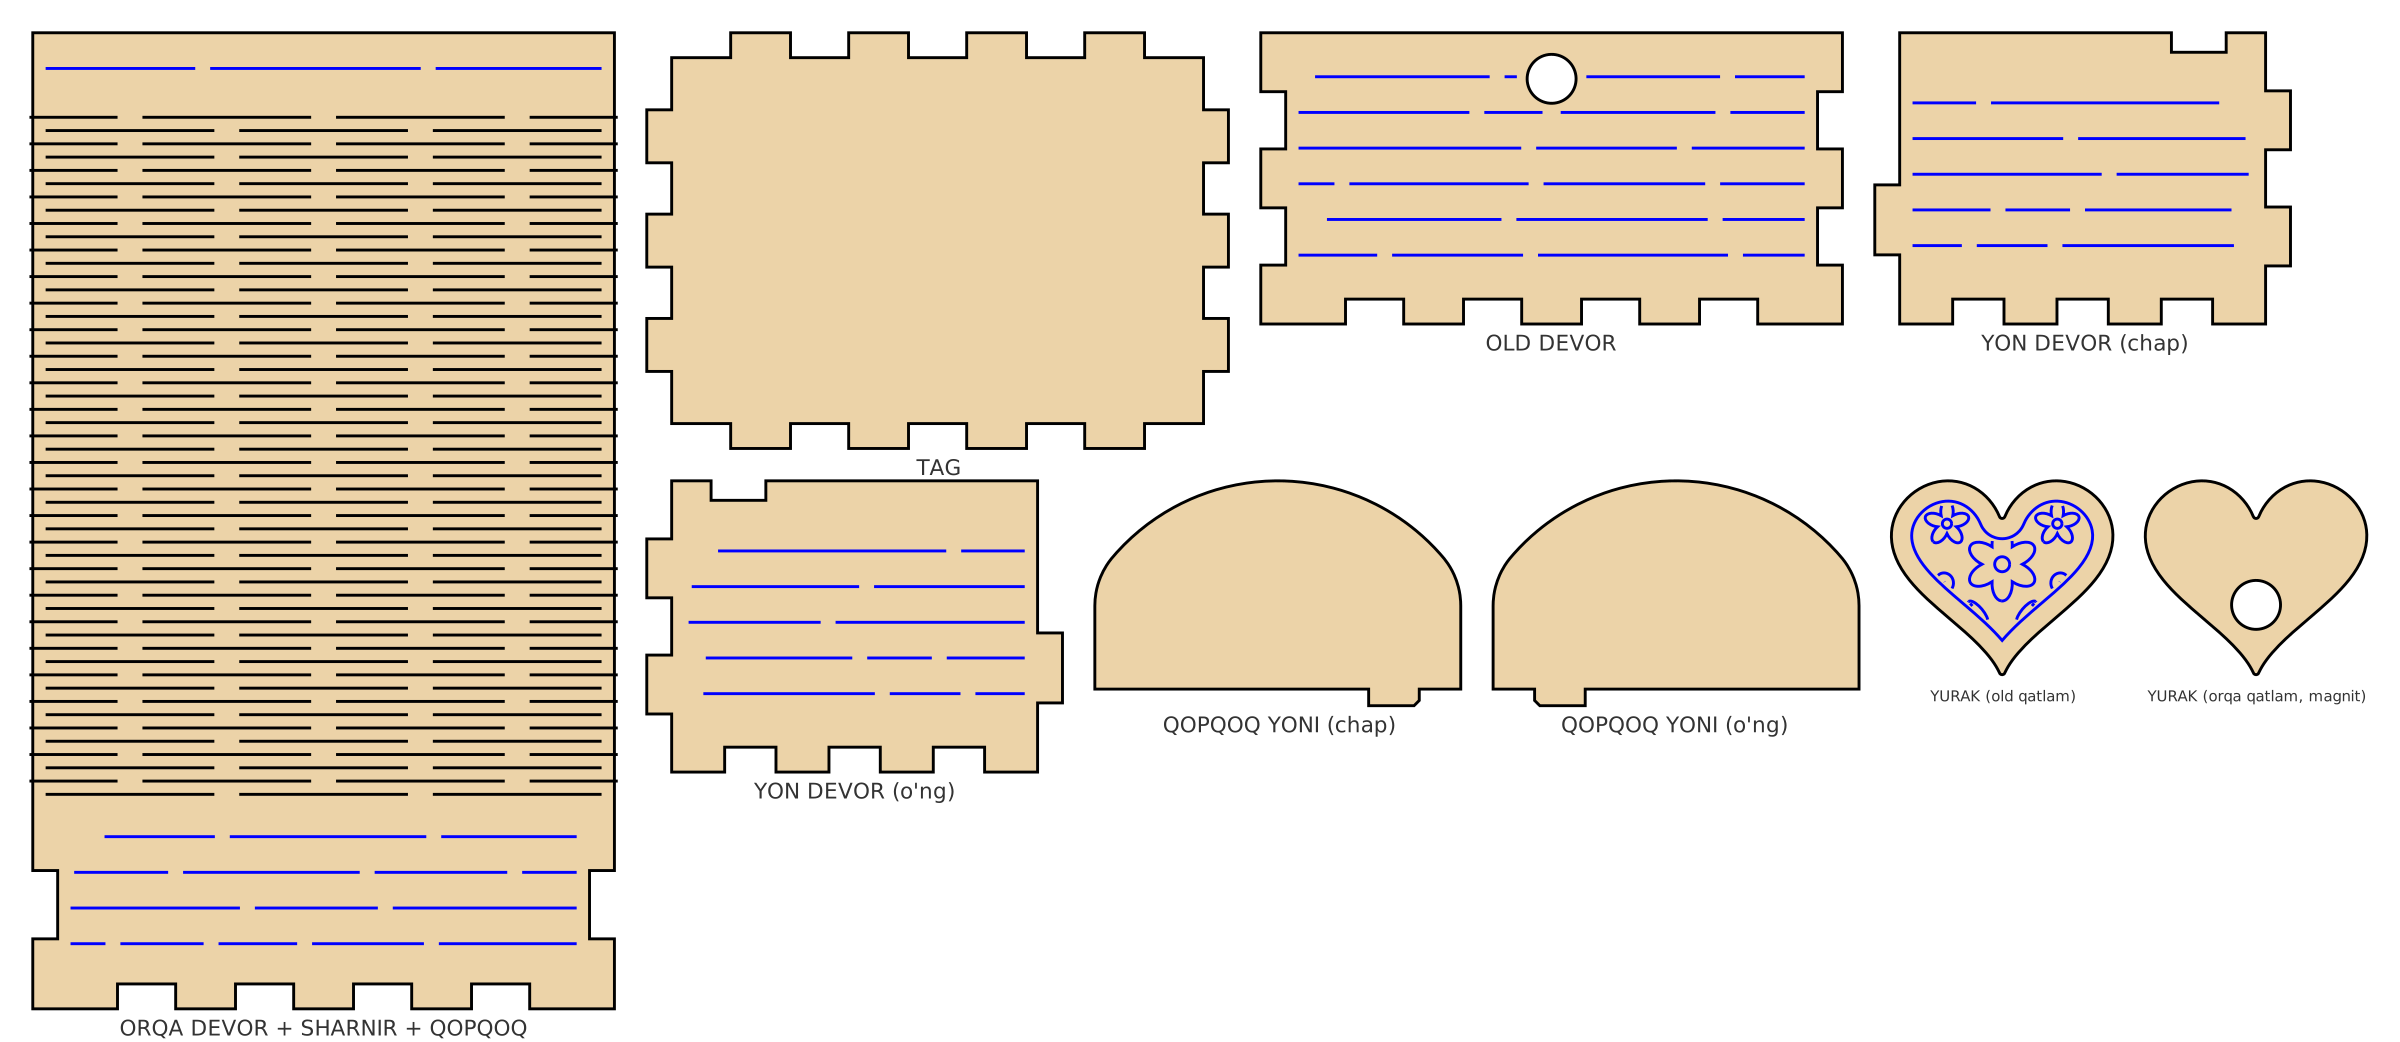 OLD DEVOR
YON DEVOR (chap)
TAG
YURAK (old qatlam)
YURAK (orqa qatlam, magnit)
QOPQOQ YONI (chap)
QOPQOQ YONI (o'ng)
YON DEVOR (o'ng)
ORQA DEVOR + SHARNIR + QOPQOQ